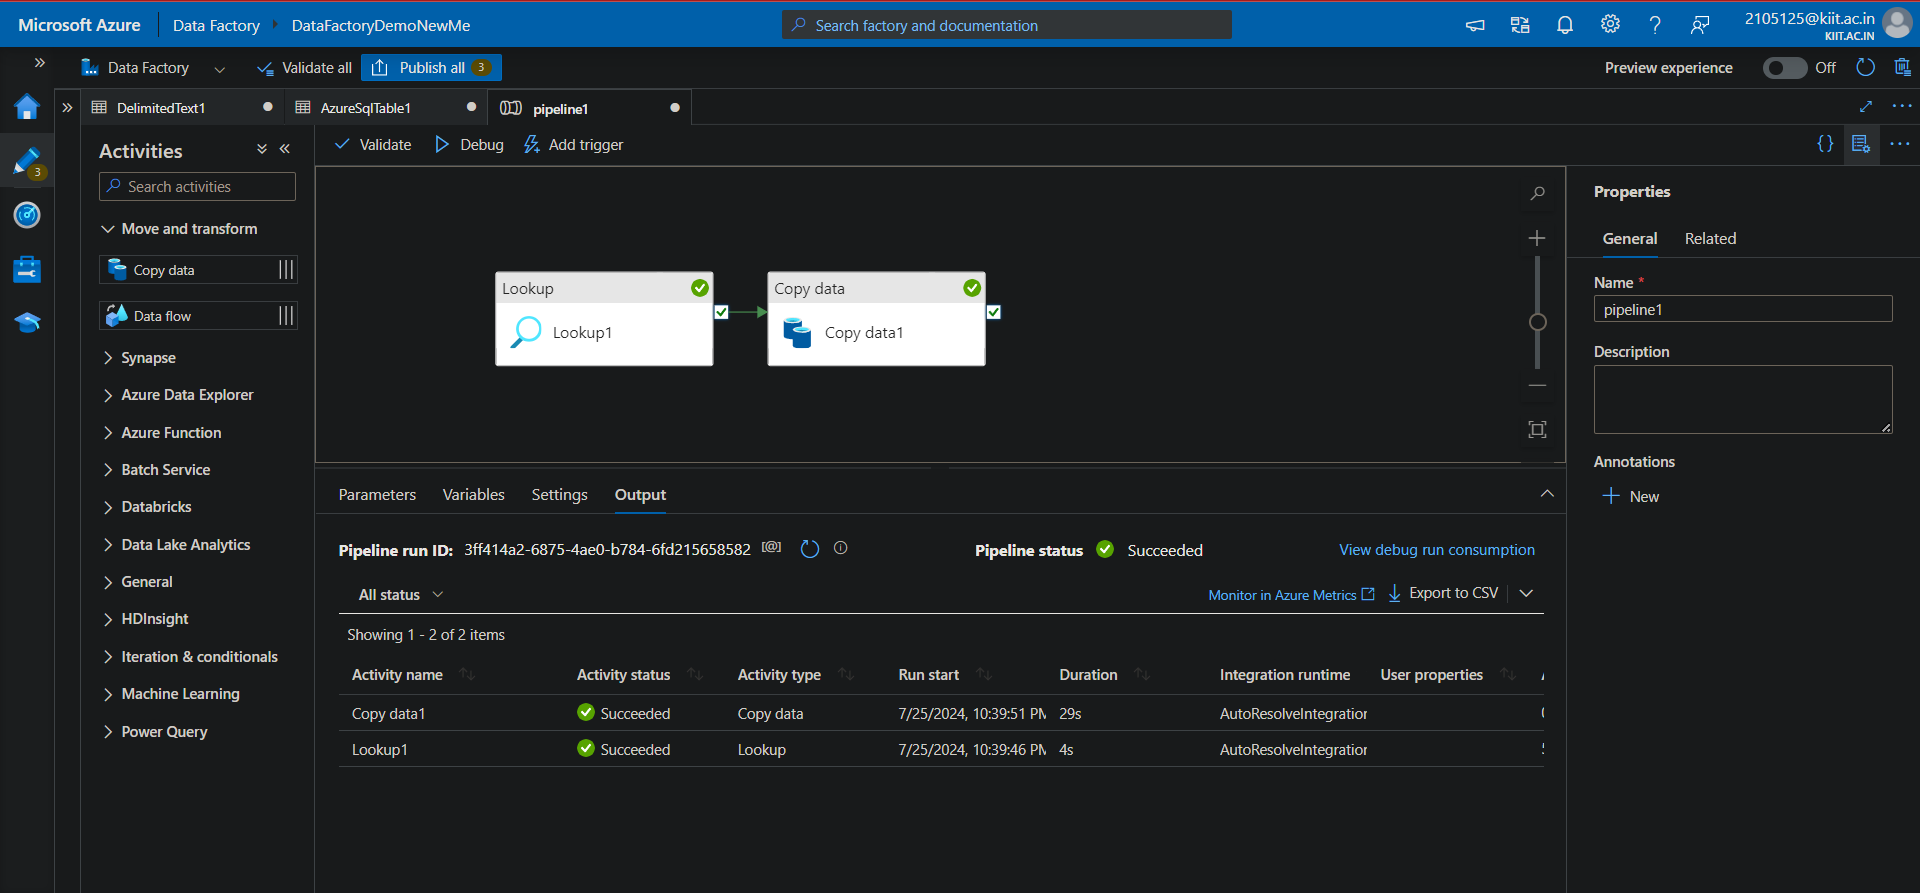 Microsoft Azure
Data Factory
DataFactoryDemoNewMe
Search factory and documentation
2105125@kiit.ac.in
KIIT.AC.IN
Data Factory
Validate all
Publish all 3
Preview experience
Off
DelimitedText1
AzureSqlTable1
pipeline1
3
Activities
Search activities
Move and transform
Copy data
Data flow
Synapse
Azure Data Explorer
Azure Function
Batch Service
Databricks
Data Lake Analytics
General
HDInsight
Iteration & conditionals
Machine Learning
Power Query
Validate
Debug
Add trigger
Lookup
Lookup1
Copy data
Copy data1
Parameters
Variables
Settings
Output
Pipeline run ID: 3ff414a2-6875-4ae0-b784-6fd215658582
Pipeline status Succeeded
View debug run consumption
All status
Monitor in Azure Metrics
Export to CSV
Showing 1 - 2 of 2 items
Activity name Activity status Activity type Run start Duration Integration runtime User properties
Copy data1 Succeeded Copy data 7/25/2024, 10:39:51 PM 29s AutoResolveIntegration
Lookup1 Succeeded Lookup 7/25/2024, 10:39:46 PM 4s AutoResolveIntegration
Properties
General
Related
Name *
pipeline1
Description
Annotations
New